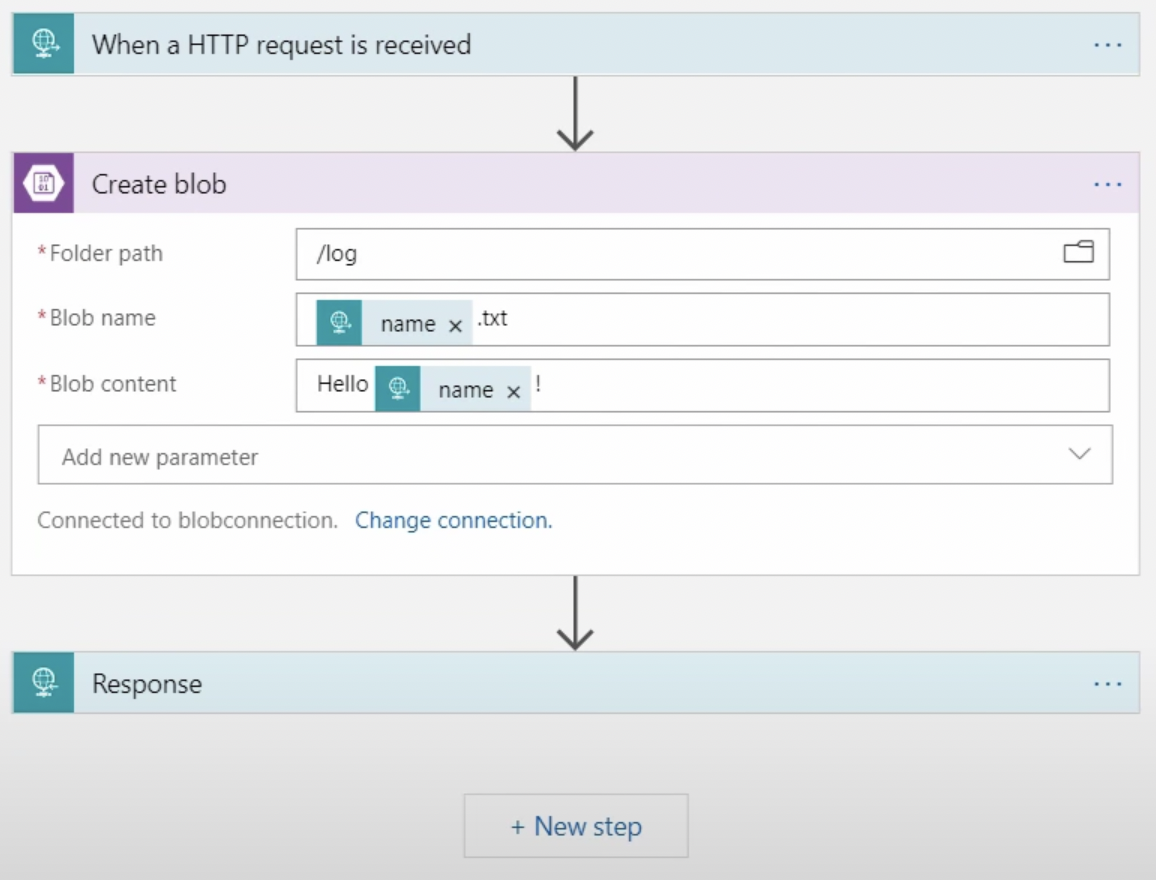 When a HTTP request is received
...
Create blob
...
*Folder path /log
*Blob name name × .txt
*Blob content Hello name × !
Add new parameter
Connected to blobconnection. Change connection.
Response
...
+ New step